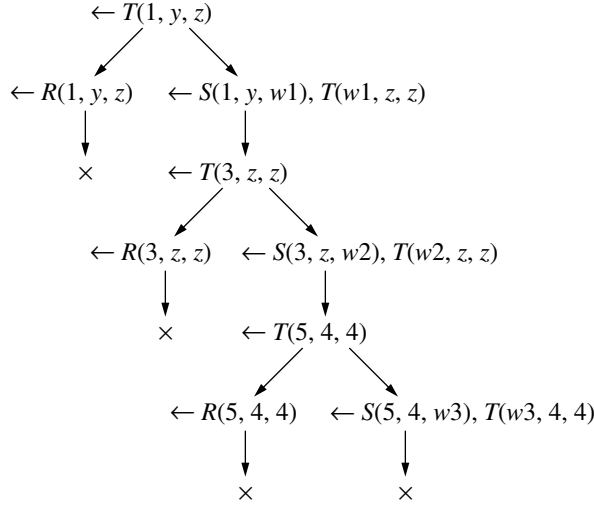 ← T(1, y, z)
← R(1, y, z) ← S(1, y, w1), T(w1, z, z)
× ← T(3, z, z)
← R(3, z, z) ← S(3, z, w2), T(w2, z, z)
× ← T(5, 4, 4)
← R(5, 4, 4) ← S(5, 4, w3), T(w3, 4, 4)
× ×